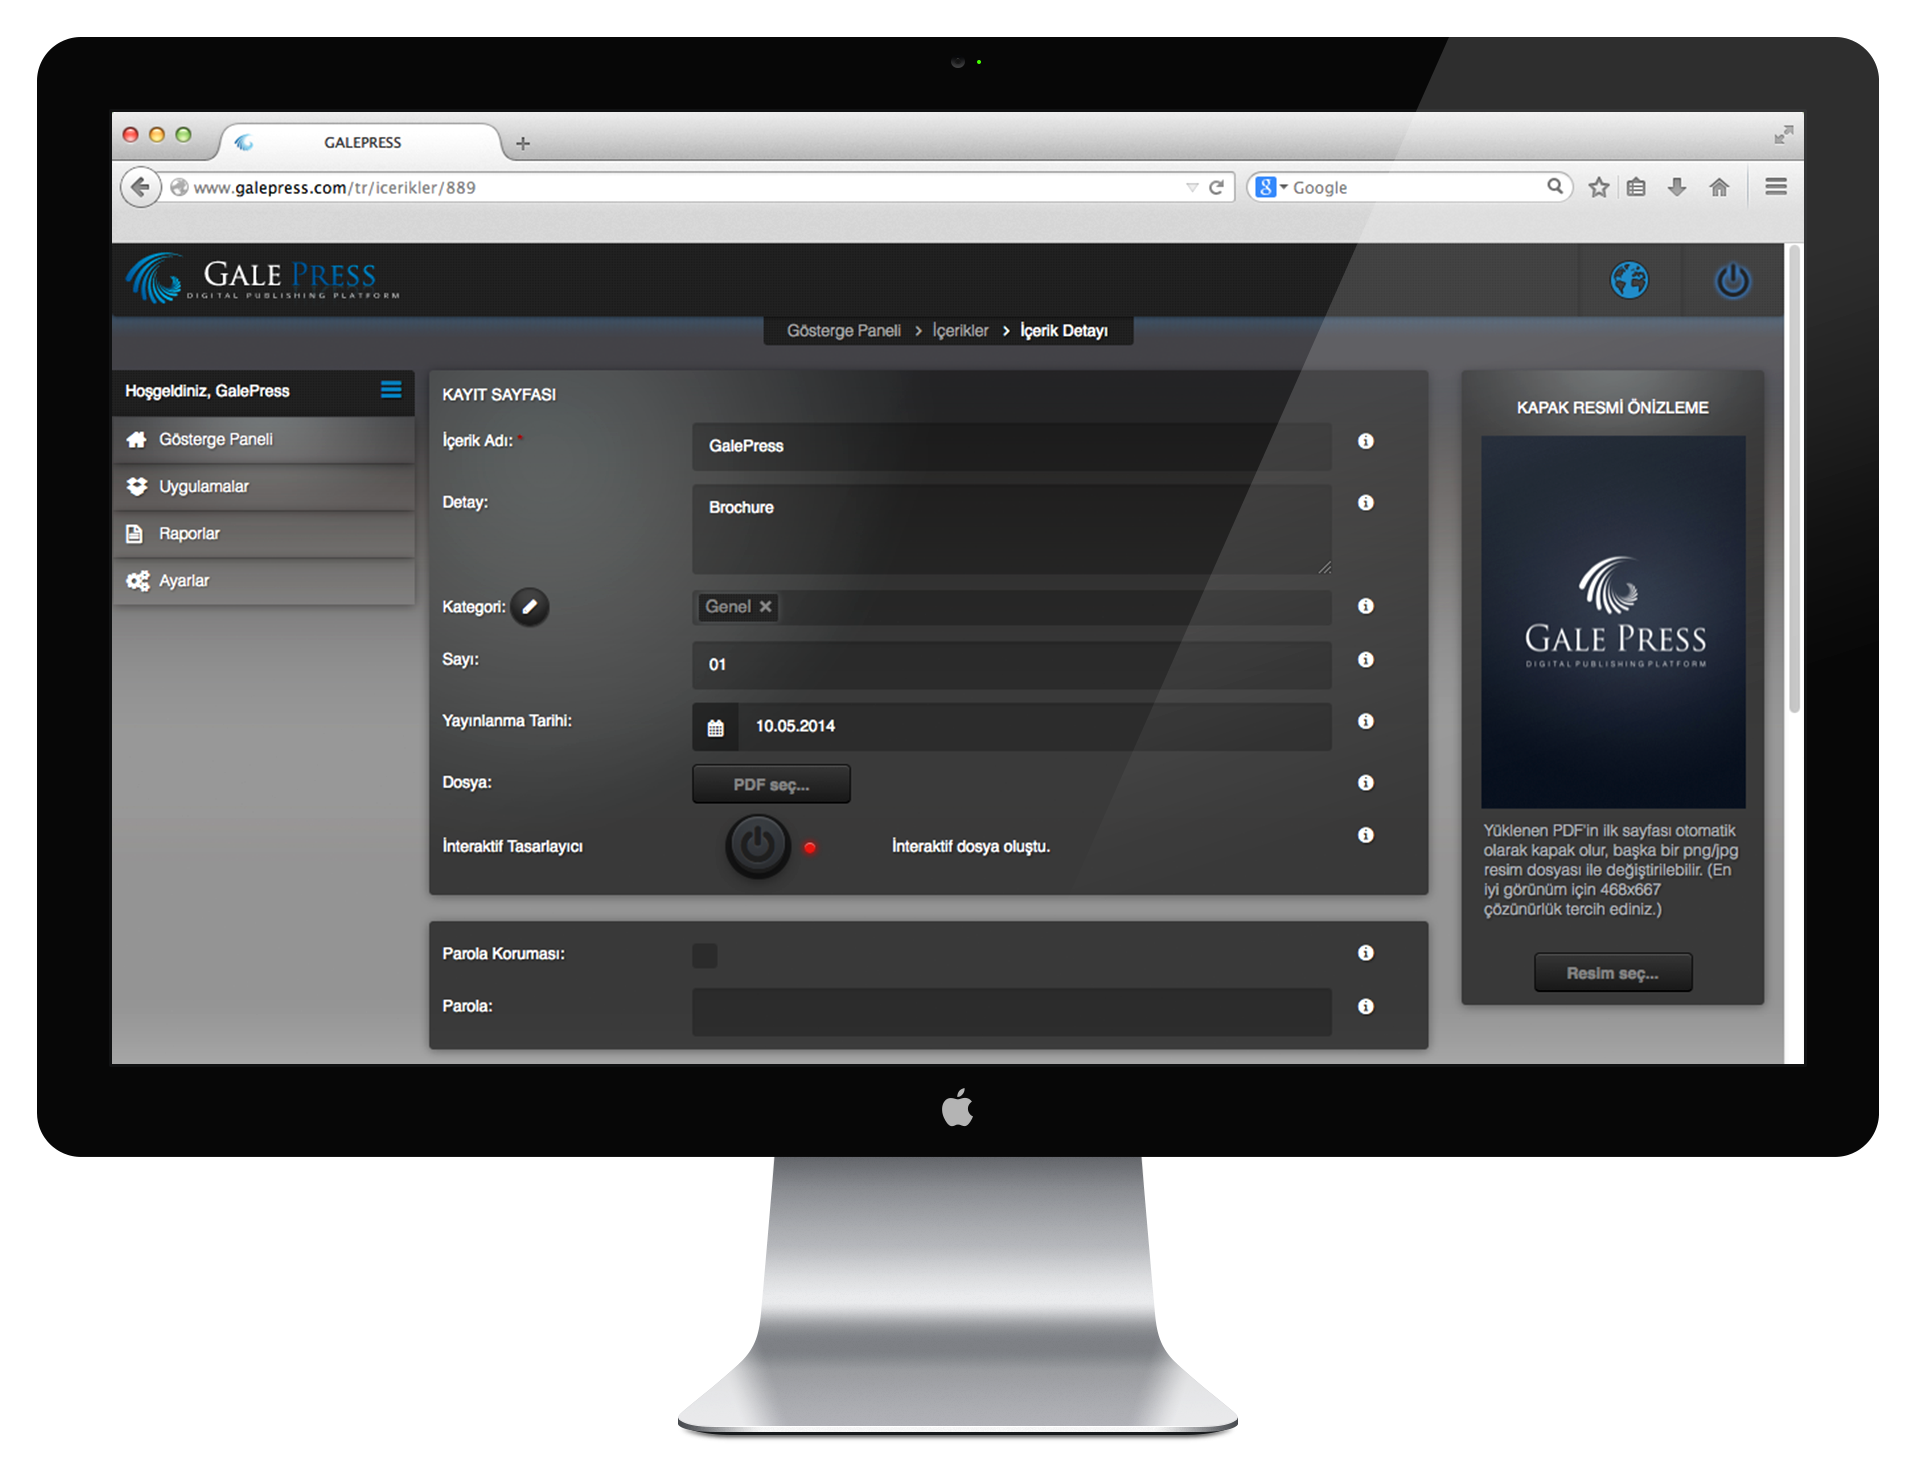 GALEPRESS
www.galepress.com/tr/icerikler/889
8 Google
GALE PRESS
DIGITAL PUBLISHING PLATFORM
Gösterge Paneli > İçerikler > İçerik Detayı
Hoşgeldiniz, GalePress
Gösterge Paneli
Uygulamalar
Raporlar
Ayarlar
KAYIT SAYFASI
İçerik Adı: *
GalePress
Detay:
Brochure
Kategori:
Genel ×
Sayı:
01
Yayınlanma Tarihi:
10.05.2014
Dosya:
PDF seç...
İnteraktif Tasarlayıcı
İnteraktif dosya oluştu.
Parola Koruması:
Parola:
KAPAK RESMİ ÖNİZLEME
GALE PRESS
DIGITAL PUBLISHING PLATFORM
Yüklenen PDF'in ilk sayfası otomatik
olarak kapak olur, başka bir png/jpg
resim dosyası ile değiştirilebilir. (En
iyi görünüm için 468x667
çözünürlük tercih ediniz.)
Resim seç...